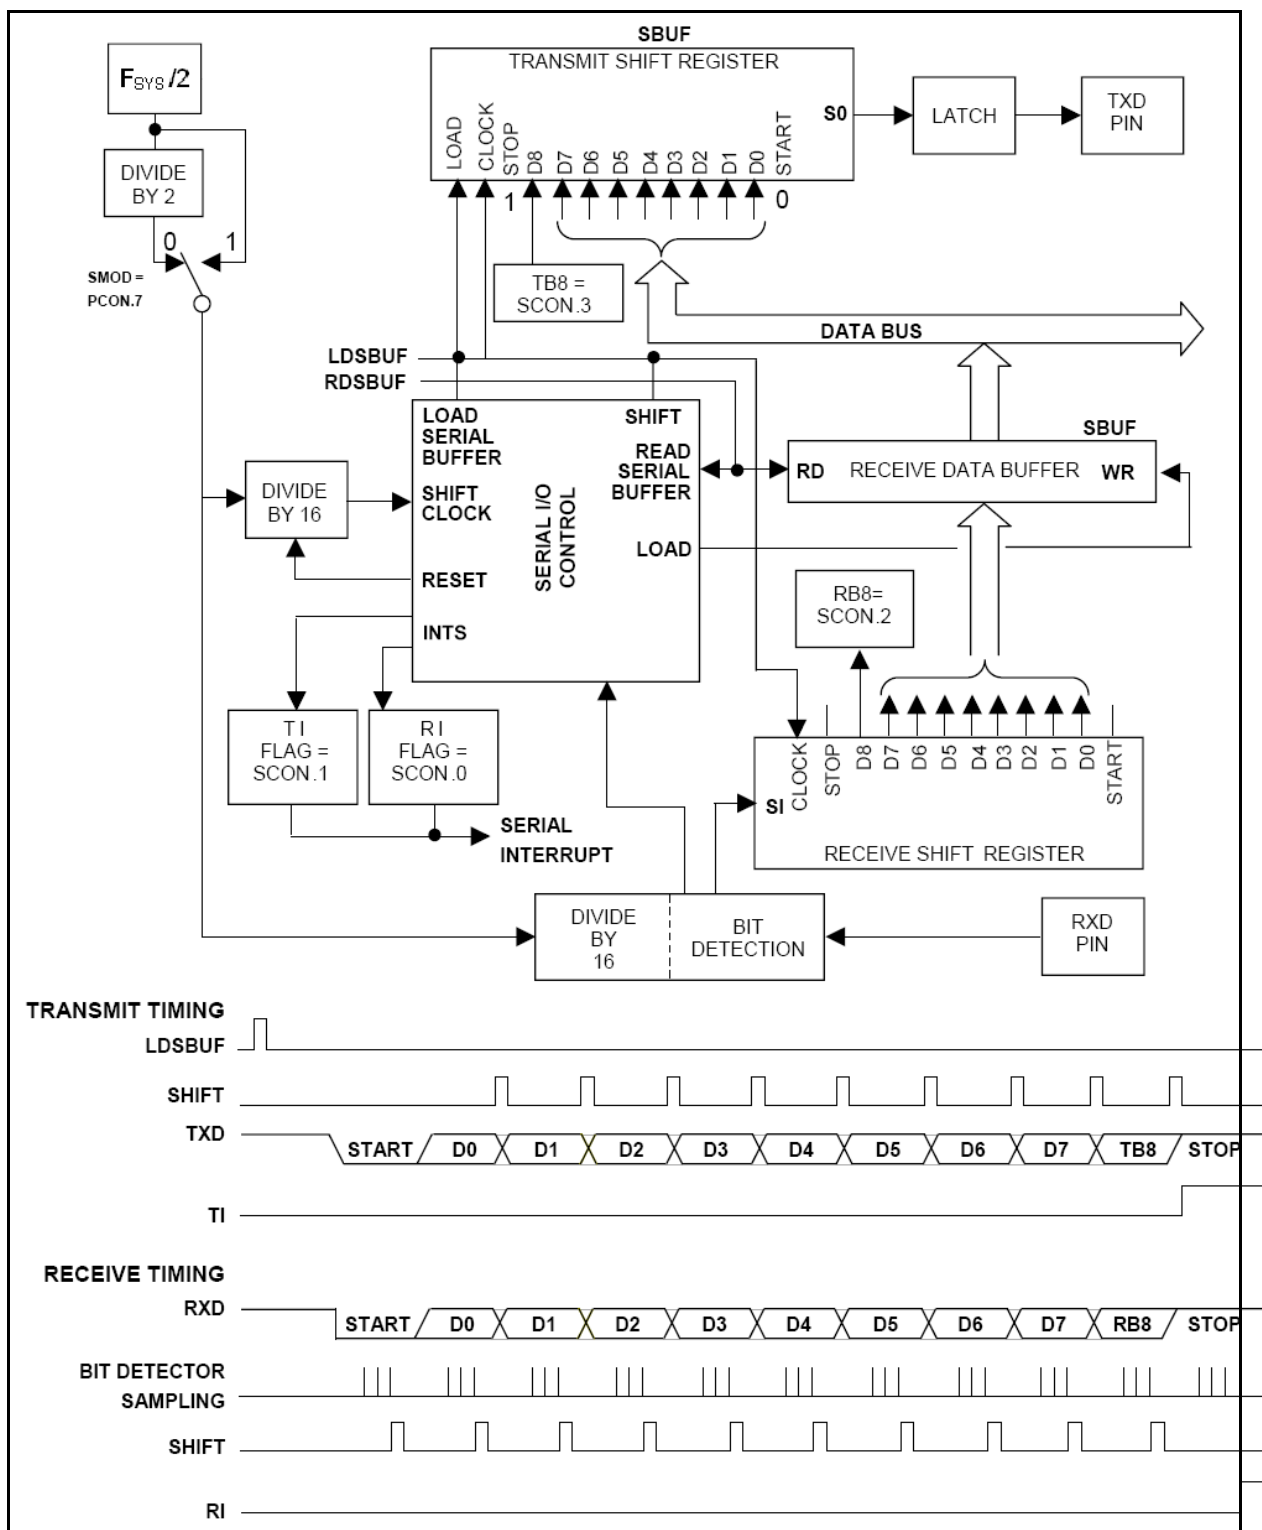 SBUF
TRANSMIT SHIFT REGISTER
FSYS/2
LOAD
CLOCK
STOP
D8
D7
D6
D5
D4
D3
D2
D1
D0
START
S0
LATCH
TXD
PIN
DIVIDE
BY 2
1
0
0
1
SMOD =
PCON.7
TB8 =
SCON.3
DATA BUS
LDSBUF
RDSBUF
LOAD
SERIAL
BUFFER
SHIFT
READ
SERIAL
BUFFER
SHIFT
CLOCK
SERIAL I/O
CONTROL
LOAD
RESET
INTS
DIVIDE
BY 16
SBUF
RD
RECEIVE DATA BUFFER
WR
RB8=
SCON.2
TI
FLAG =
SCON.1
RI
FLAG =
SCON.0
SERIAL
INTERRUPT
SI
CLOCK
STOP
D8
D7
D6
D5
D4
D3
D2
D1
D0
START
RECEIVE SHIFT REGISTER
DIVIDE
BY
16
BIT
DETECTION
RXD
PIN
TRANSMIT TIMING
LDSBUF
SHIFT
TXD
START D0 D1 D2 D3 D4 D5 D6 D7 TB8 STOP
TI
RECEIVE TIMING
RXD
START D0 D1 D2 D3 D4 D5 D6 D7 RB8 STOP
BIT DETECTOR
SAMPLING
SHIFT
RI